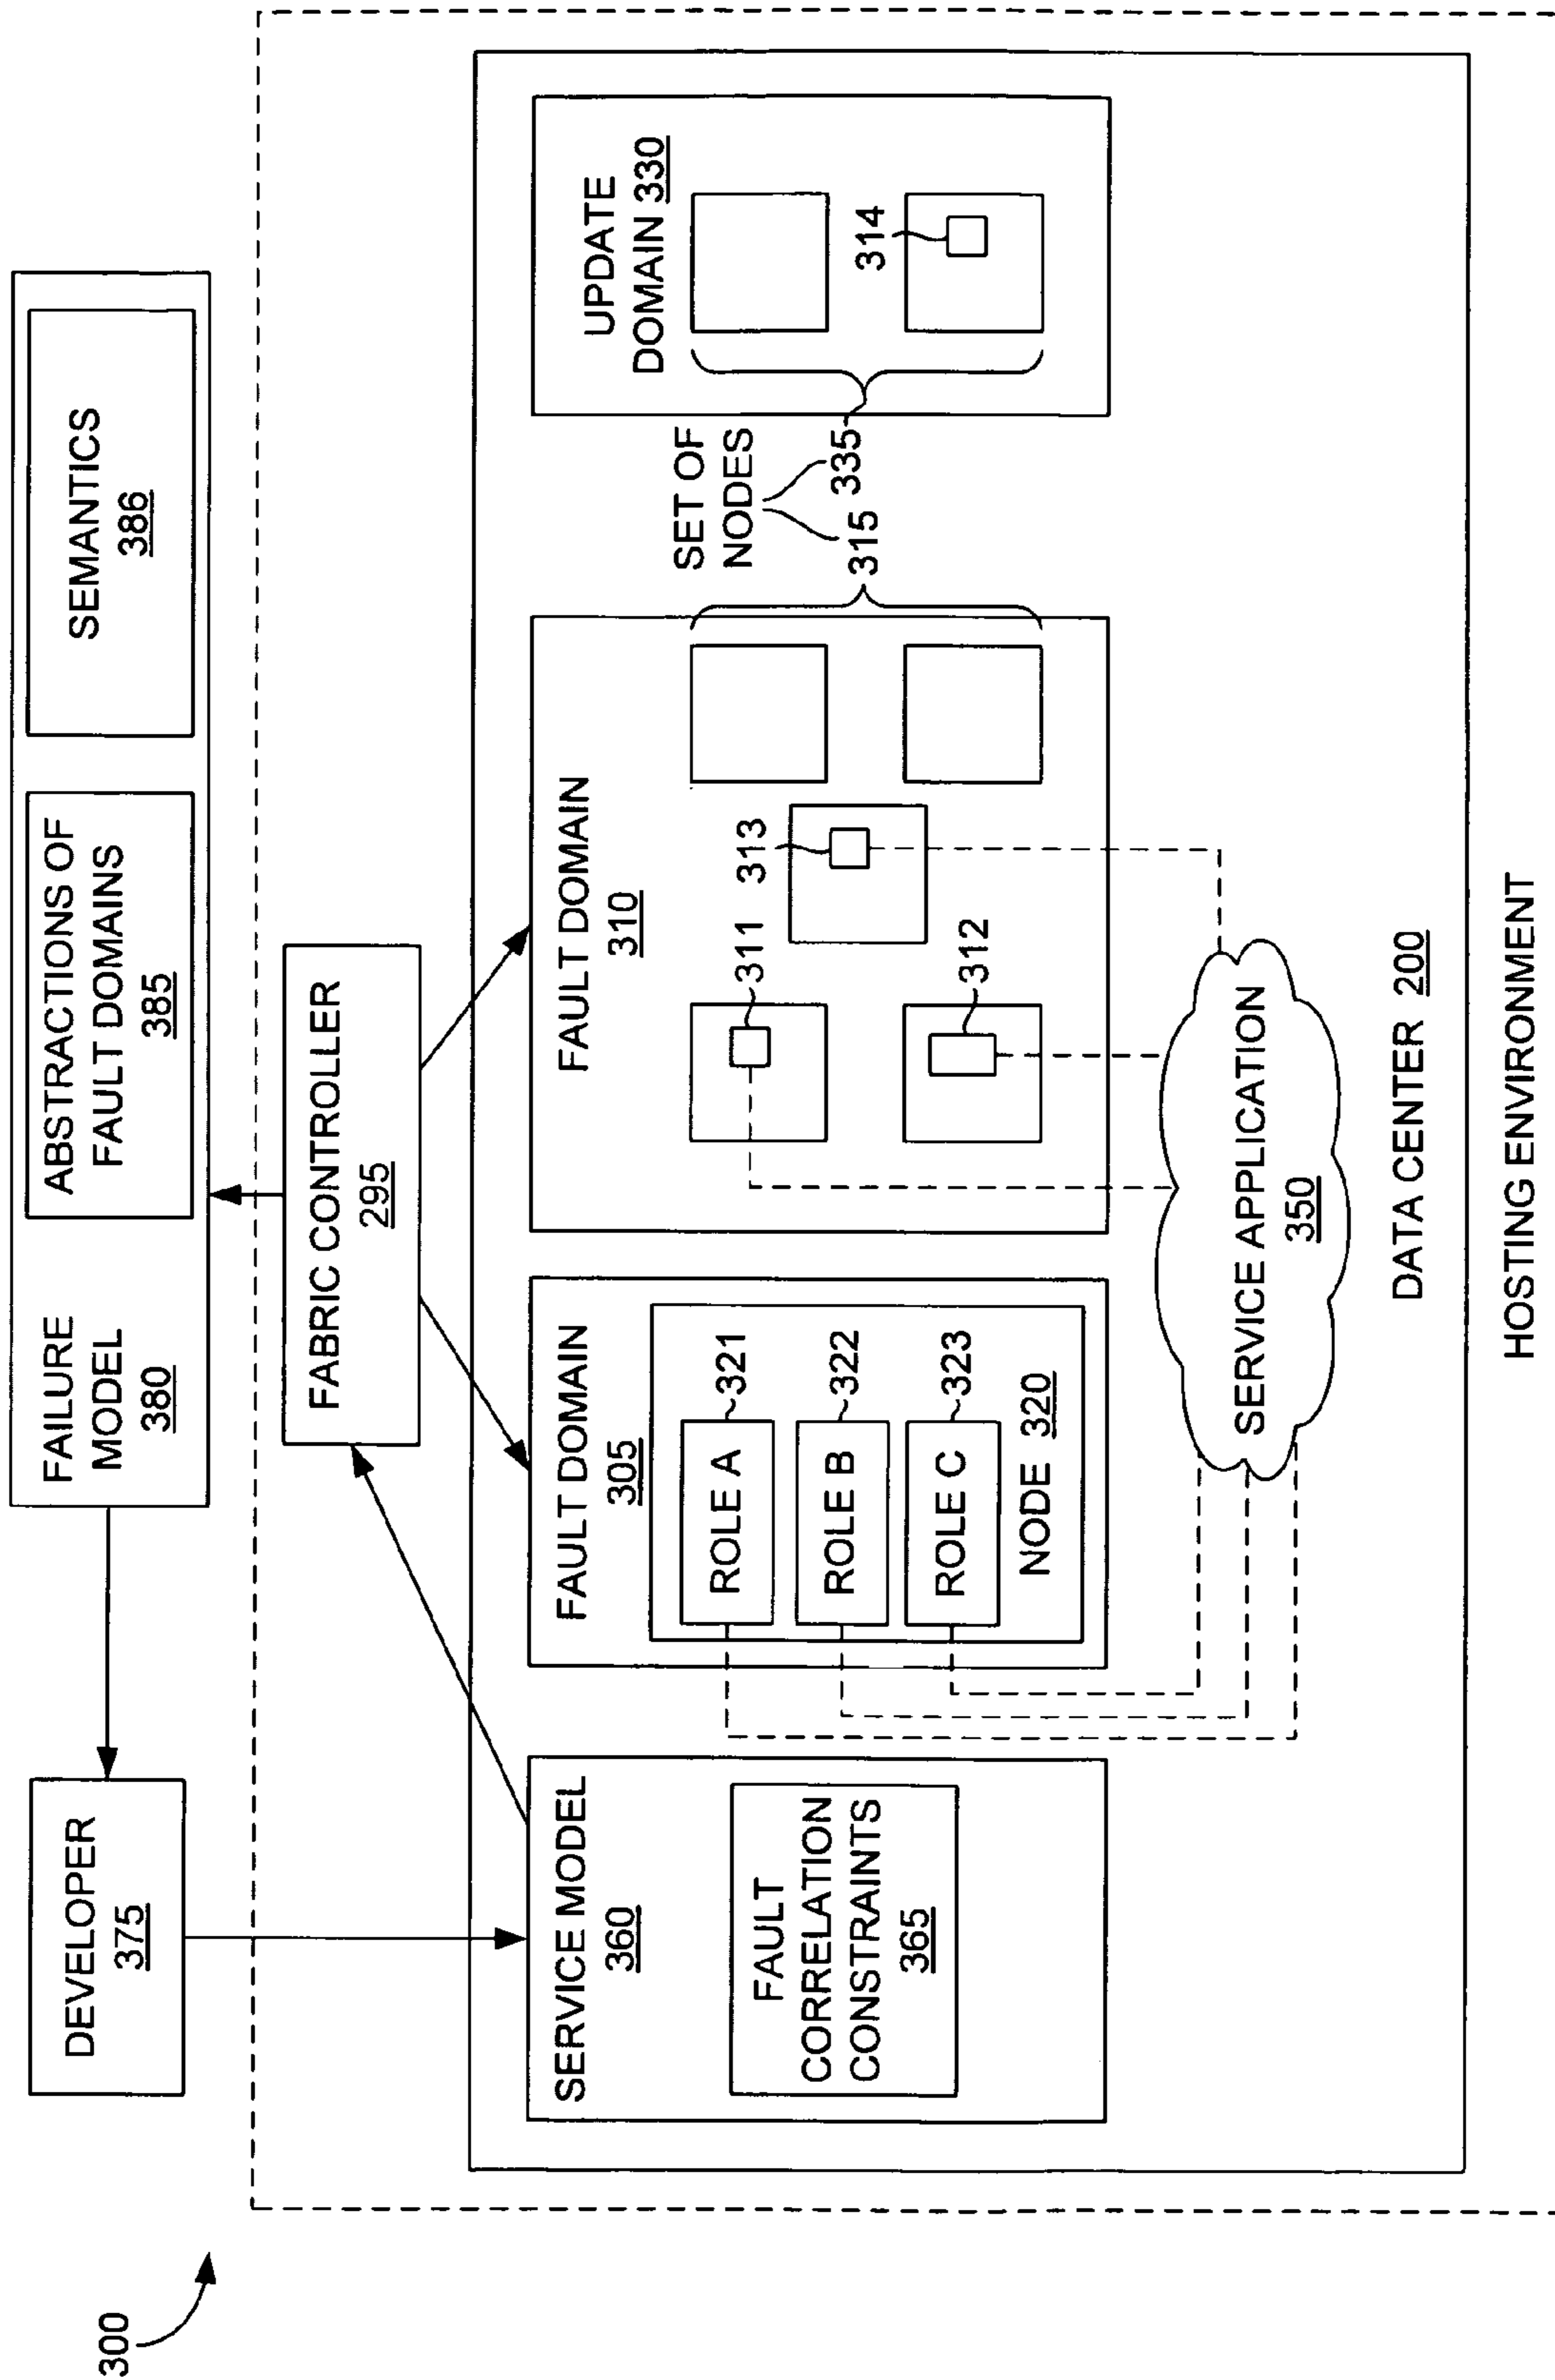 300
DEVELOPER
375
FAILURE
MODEL
380
ABSTRACTIONS OF
FAULT DOMAINS
385
SEMANTICS
386
FABRIC CONTROLLER
295
SERVICE MODEL
360
FAULT
CORRELATION
CONSTRAINTS
365
FAULT DOMAIN
305
ROLE A
321
ROLE B
322
ROLE C
323
NODE 320
FAULT DOMAIN
310
311
313
312
SET OF
NODES
315
335
UPDATE
DOMAIN 330
314
SERVICE APPLICATION
350
DATA CENTER 200
HOSTING ENVIRONMENT